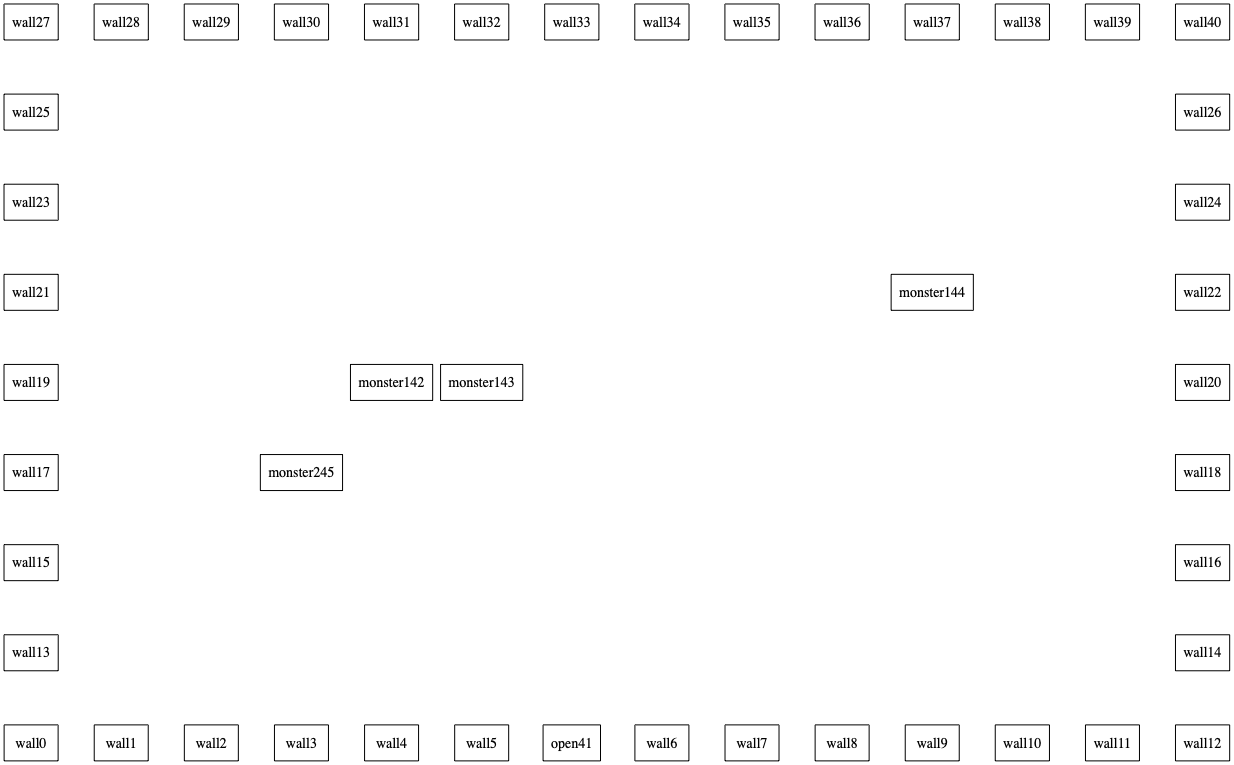 wall27 wall28 wall29 wall30 wall31 wall32 wall33 wall34 wall35 wall36 wall37 wall38 wall39 wall40
wall25 wall26
wall23 wall24
wall21 monster144 wall22
wall19 monster142 monster143 wall20
wall17 monster245 wall18
wall15 wall16
wall13 wall14
wall0 wall1 wall2 wall3 wall4 wall5 open41 wall6 wall7 wall8 wall9 wall10 wall11 wall12